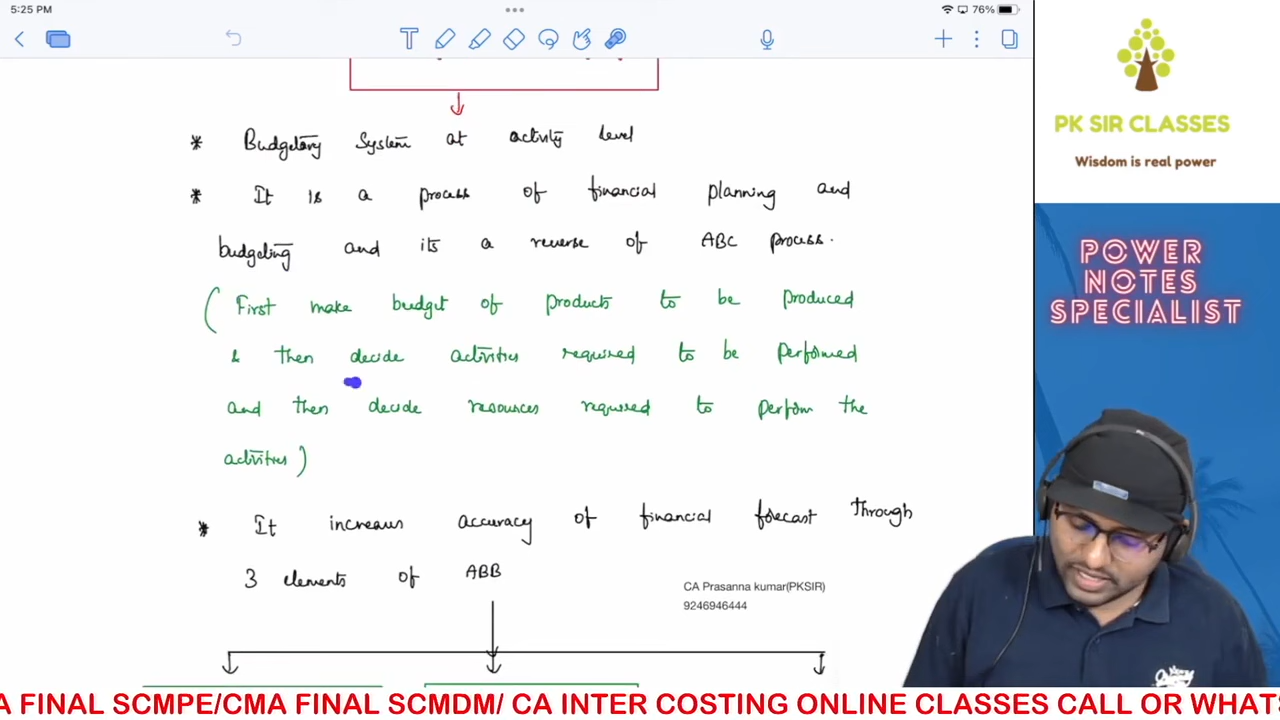 5:25 PM
76%
PK SIR CLASSES
Wisdom is real power
* Budgetary System at activity level
* It is a process of financial planning and
budgeting and its a reverse of ABC process.
(First make budget of products to be produced
& then decide activities required to be performed
and then decide resources required to perform the
activities)
* It increases accuracy of financial forecast through
3 elements of ABB
CA Prasanna kumar(PKSIR)
9246946444
POWER
NOTES
SPECIALIST
A FINAL SCMPE/CMA FINAL SCMDM/ CA INTER COSTING ONLINE CLASSES CALL OR WHATS